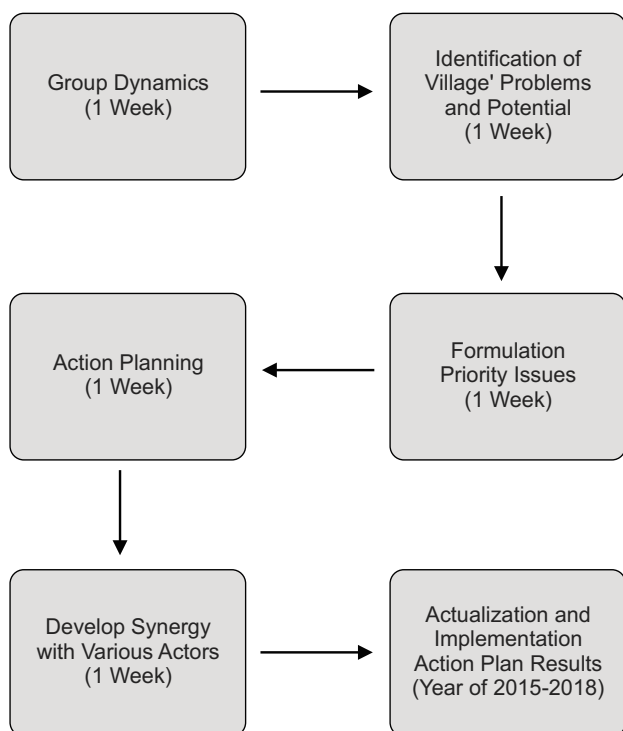 Group Dynamics
(1 Week)
Identification of
Village' Problems
and Potential
(1 Week)
Formulation
Priority Issues
(1 Week)
Action Planning
(1 Week)
Develop Synergy
with Various Actors
(1 Week)
Actualization and
Implementation
Action Plan Results
(Year of 2015-2018)